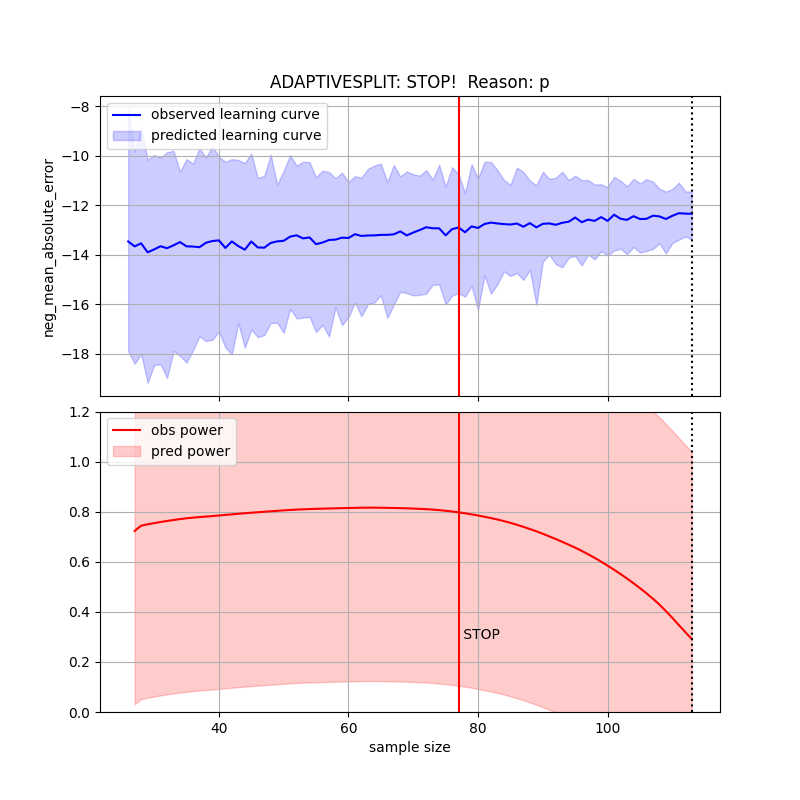 ADAPTIVESPLIT: STOP!  Reason: p
neg_mean_absolute_error
−8
−10
−12
−14
−16
−18
observed learning curve
predicted learning curve
1.2
1.0
0.8
0.6
0.4
0.2
0.0
obs power
pred power
STOP
40 60 80 100
sample size